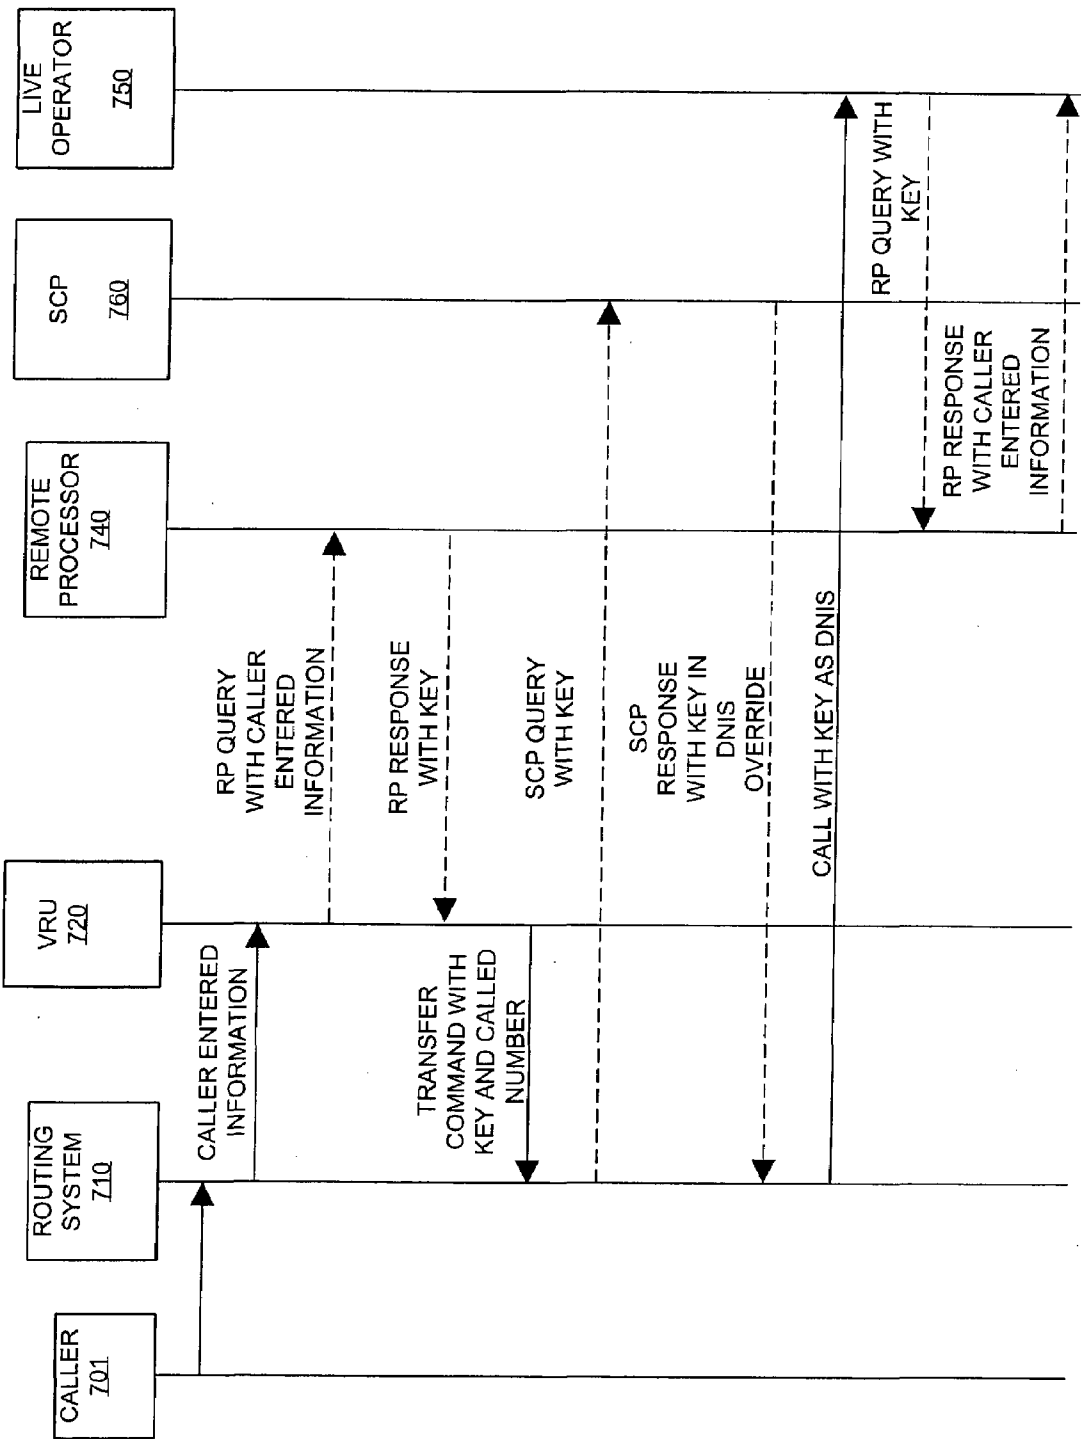 CALLER
701
ROUTING
SYSTEM
710
VRU
720
REMOTE
PROCESSOR
740
SCP
760
LIVE
OPERATOR
750
CALLER ENTERED
INFORMATION
RP QUERY
WITH CALLER
ENTERED
INFORMATION
RP RESPONSE
WITH KEY
TRANSFER
COMMAND WITH
KEY AND CALLED
NUMBER
SCP QUERY
WITH KEY
SCP
RESPONSE
WITH KEY IN
DNIS
OVERRIDE
CALL WITH KEY AS DNIS
RP QUERY WITH
KEY
RP RESPONSE
WITH CALLER
ENTERED
INFORMATION